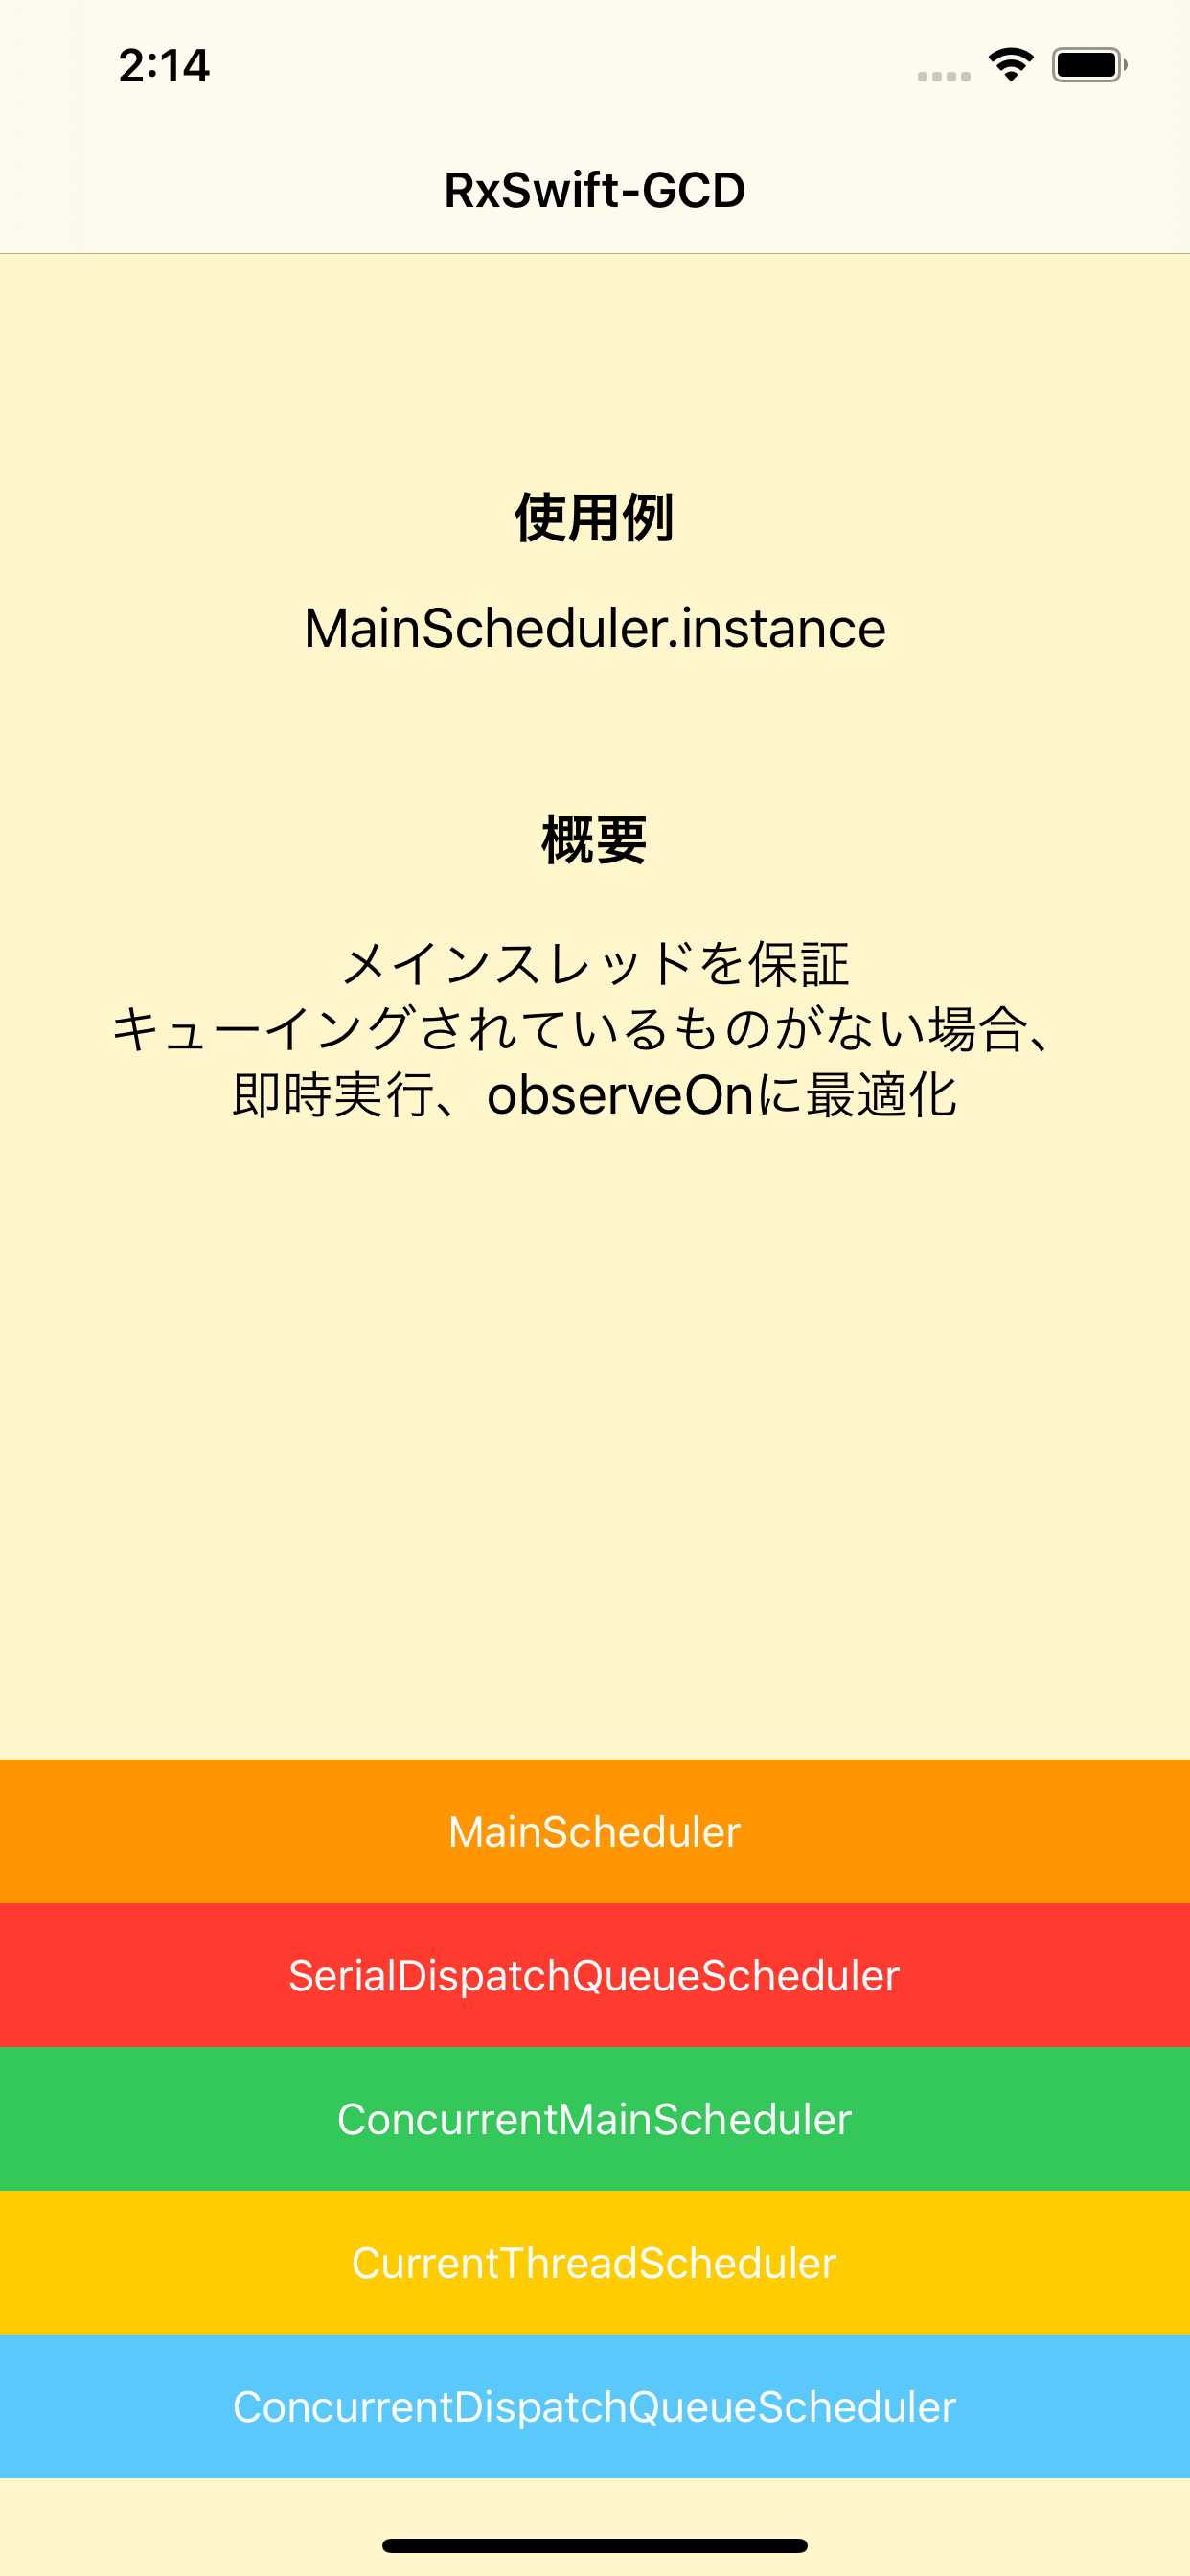 2:14
RxSwift-GCD
使用例
MainScheduler.instance
概要
メインスレッドを保証
キューイングされているものがない場合、
即時実行、observeOnに最適化
MainScheduler
SerialDispatchQueueScheduler
ConcurrentMainScheduler
CurrentThreadScheduler
ConcurrentDispatchQueueScheduler